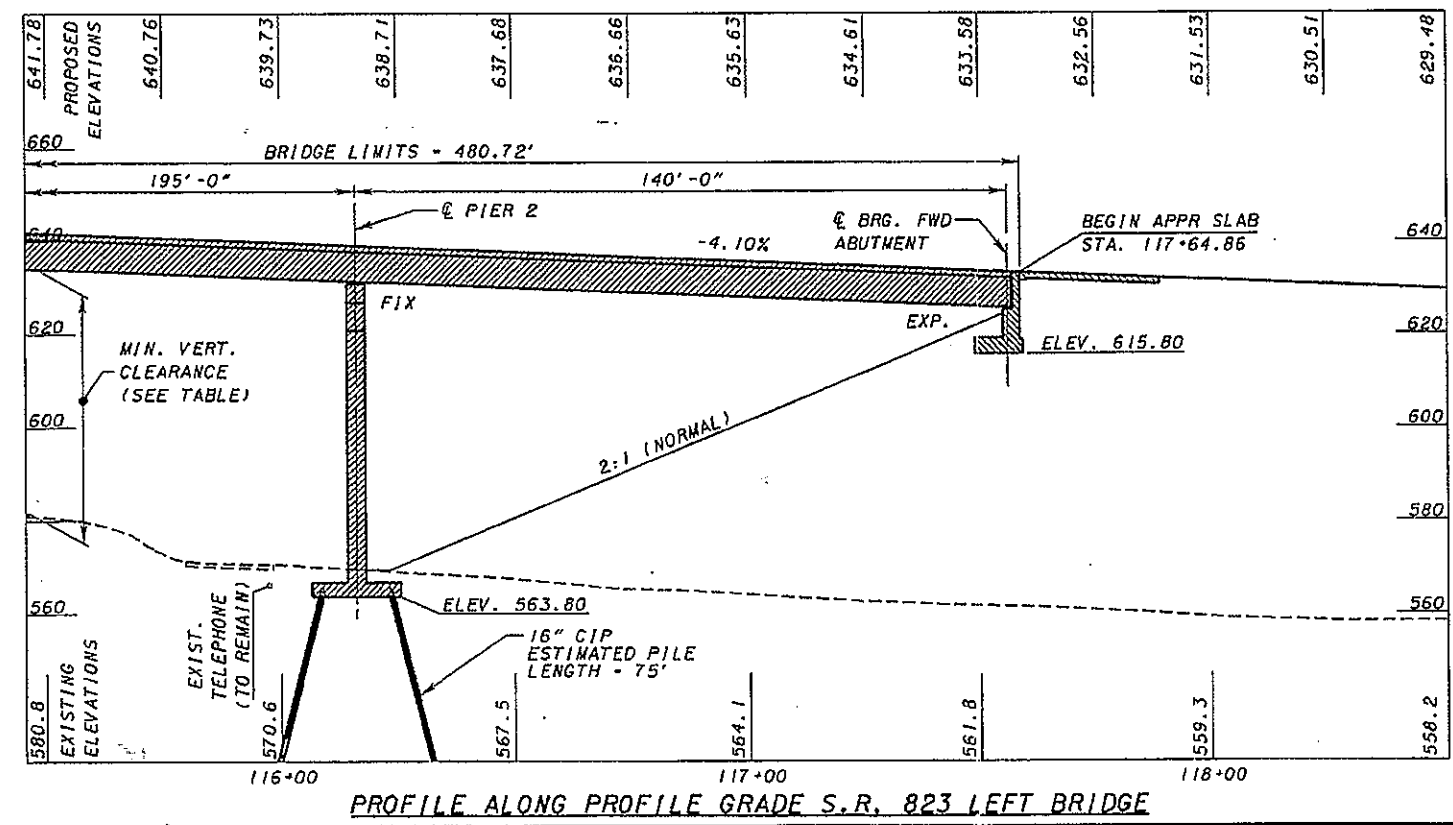 641.78
PROPOSED
ELEVATIONS
640.76
639.73
638.71
637.68
636.66
635.63
634.61
633.58
632.56
631.53
630.51
629.48
660
BRIDGE LIMITS - 480.72'
195'-0"
140'-0"
℄ PIER 2
℄ BRG. FWD
ABUTMENT
BEGIN APPR SLAB
STA. 117+64.86
640
-4.10%
640
FIX
EXP.
620
620
ELEV. 615.80
MIN. VERT.
CLEARANCE
(SEE TABLE)
600
600
2:1 (NORMAL)
580
580
560
560
ELEV. 563.80
EXIST.
TELEPHONE
(TO REMAIN)
16" CIP
ESTIMATED PILE
LENGTH - 75'
580.8
EXISTING
ELEVATIONS
570.6
567.5
564.1
561.8
559.3
558.2
116+00
117+00
118+00
PROFILE ALONG PROFILE GRADE S.R. 823 LEFT BRIDGE